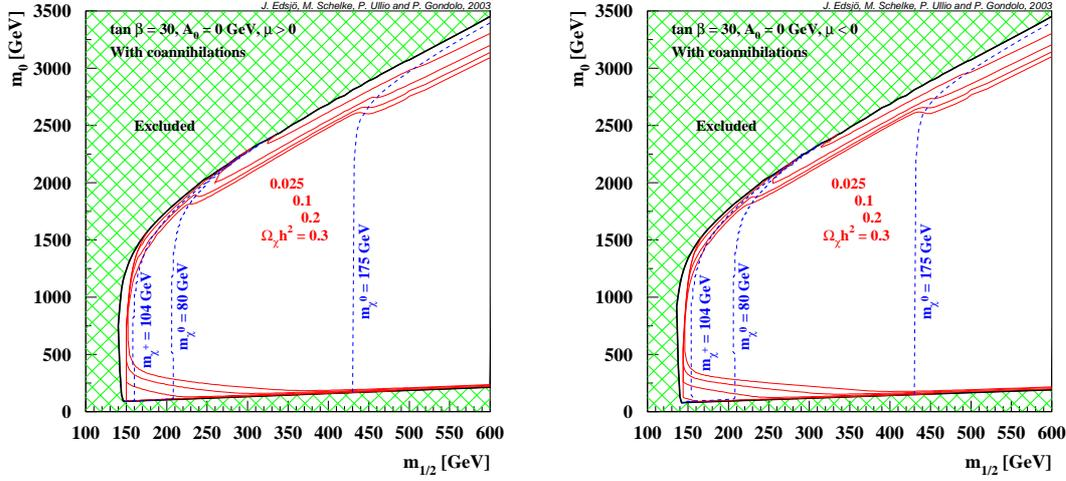 J. Edsjö, M. Schelke, P. Ullio and P. Gondolo, 2003
m0 [GeV]
3500
3000
2500
2000
1500
1000
500
0
tan β = 30, A0 = 0 GeV, μ > 0
With coannihilations
Excluded
0.025
0.1
0.2
Ωχh² = 0.3
mχ+ = 104 GeV
mχ0 = 80 GeV
mχ0 = 175 GeV
100 150 200 250 300 350 400 450 500 550 600
m1/2 [GeV]
J. Edsjö, M. Schelke, P. Ullio and P. Gondolo, 2003
m0 [GeV]
3500
3000
2500
2000
1500
1000
500
0
tan β = 30, A0 = 0 GeV, μ < 0
With coannihilations
Excluded
0.025
0.1
0.2
Ωχh² = 0.3
mχ+ = 104 GeV
mχ0 = 80 GeV
mχ0 = 175 GeV
100 150 200 250 300 350 400 450 500 550 600
m1/2 [GeV]